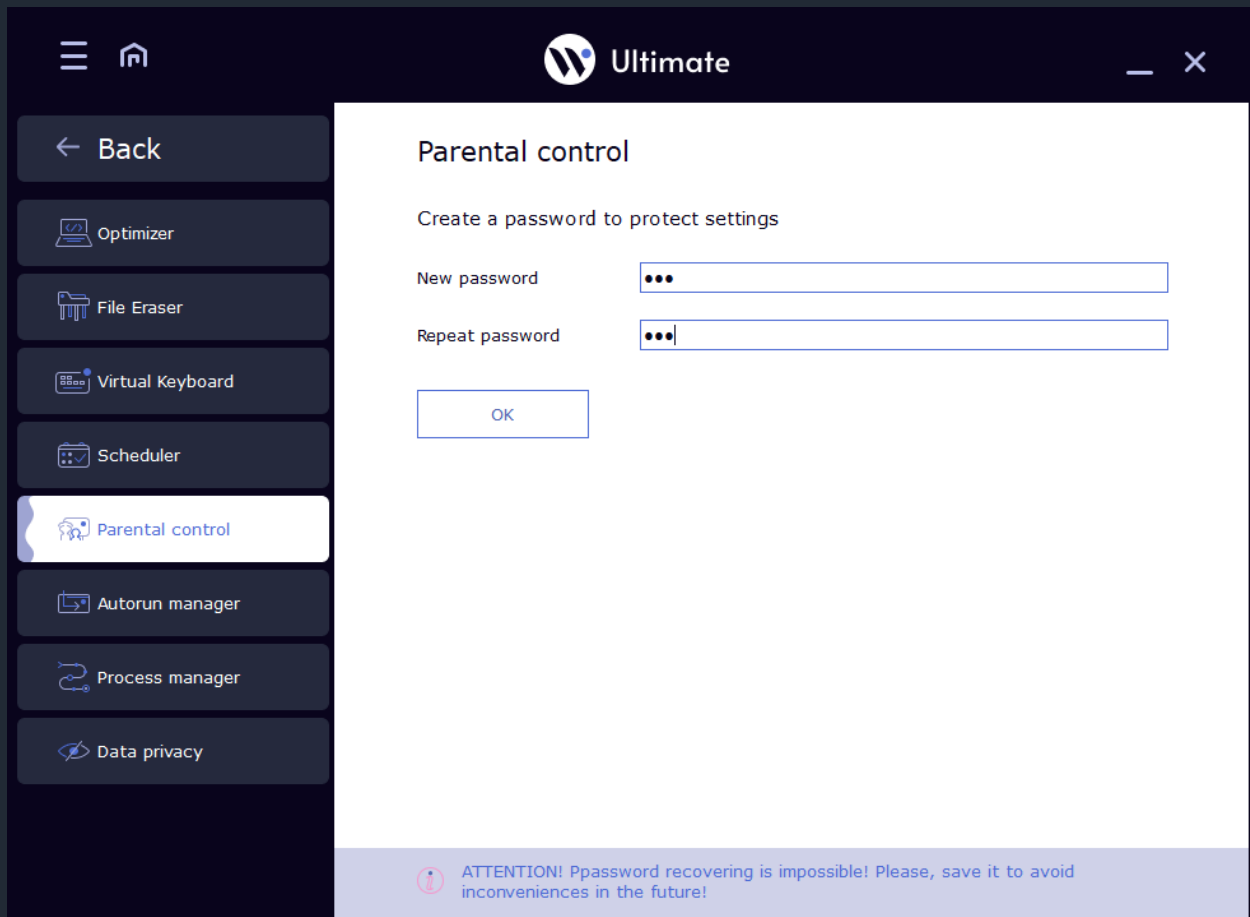 Ultimate
Back
Optimizer
File Eraser
Virtual Keyboard
Scheduler
Parental control
Autorun manager
Process manager
Data privacy
Parental control
Create a password to protect settings
New password
●●●
Repeat password
●●●
OK
ATTENTION! Ppassword recovering is impossible! Please, save it to avoid
inconveniences in the future!